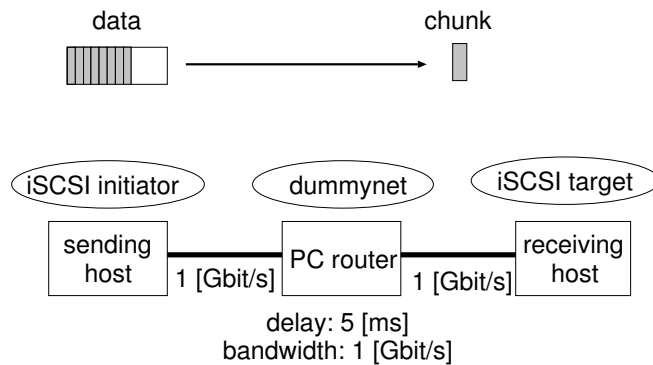 data
chunk
iSCSI initiator
dummynet
iSCSI target
sending
host
1 [Gbit/s]
PC router
1 [Gbit/s]
receiving
host
delay: 5 [ms]
bandwidth: 1 [Gbit/s]